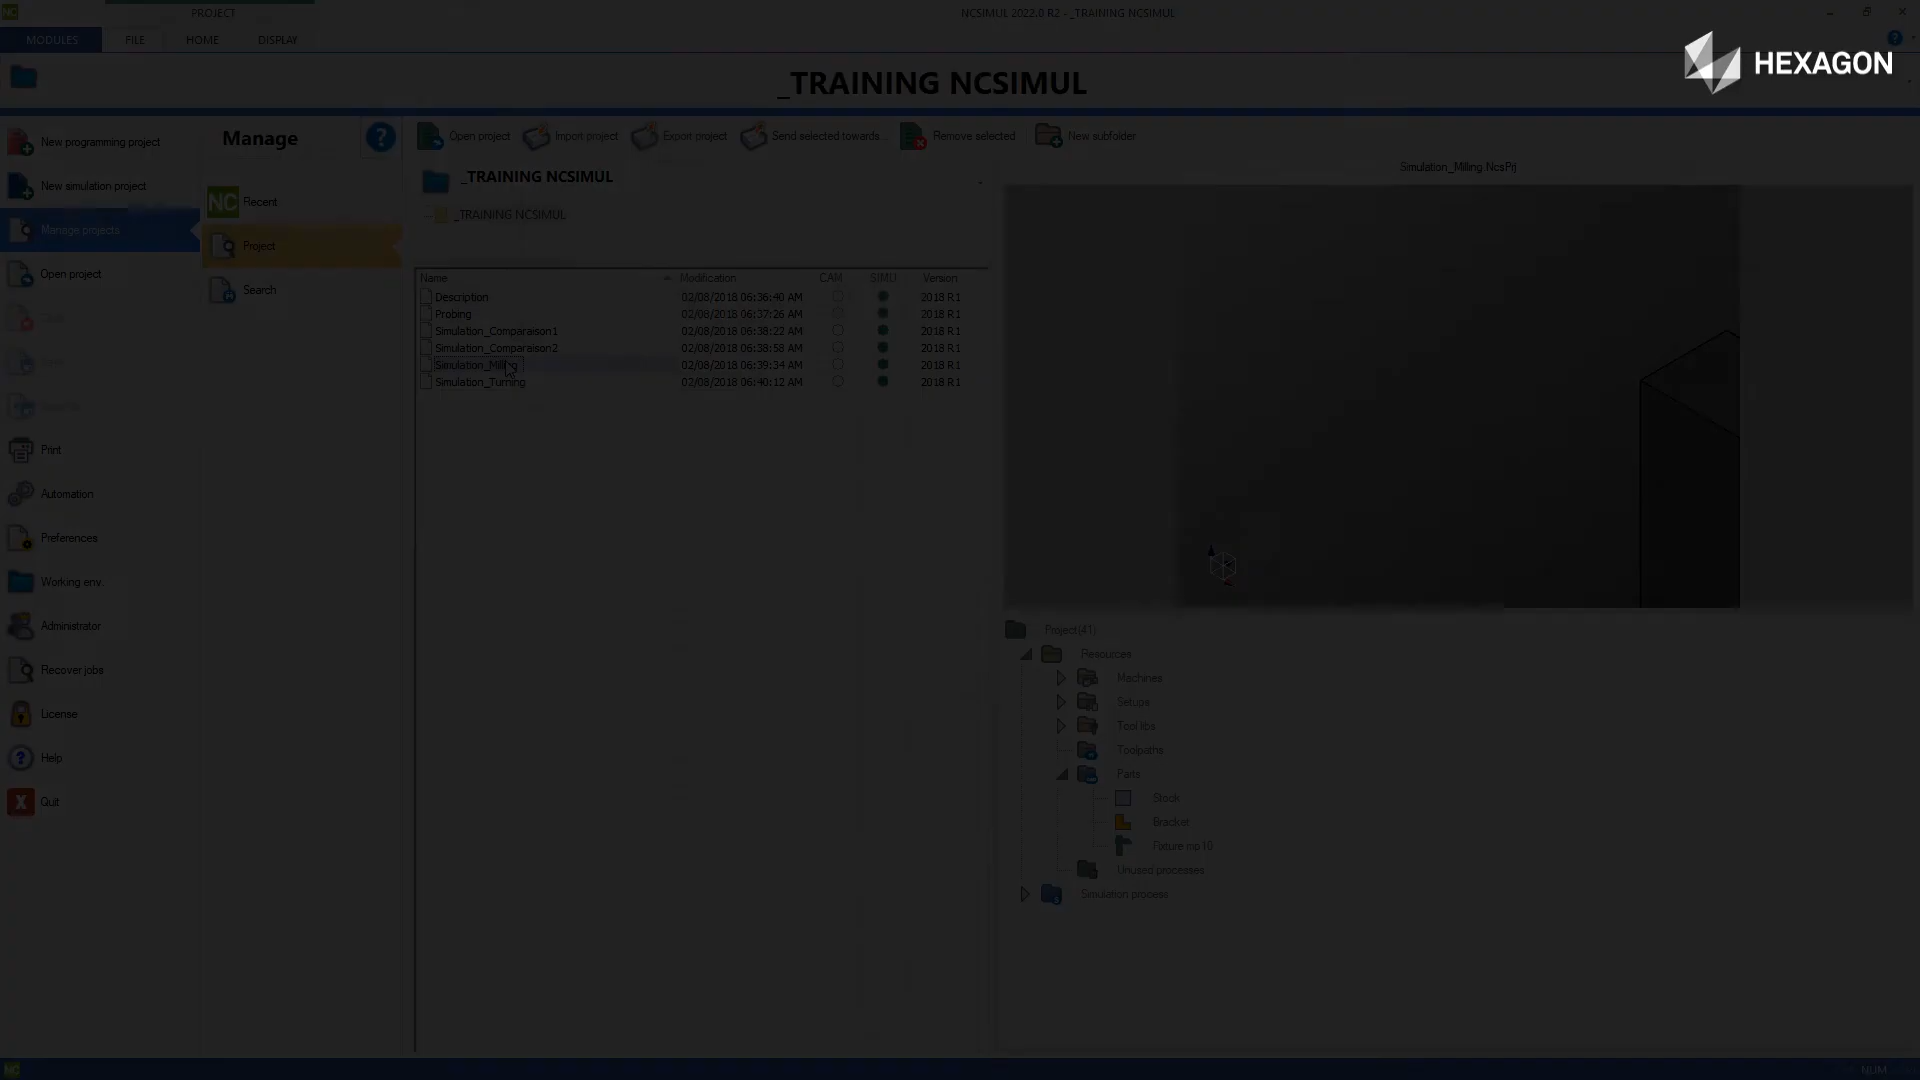 PROJECT
NCSIMUL 2022.0 R2 - _TRAINING NCSIMUL
MODULES
FILE
HOME
DISPLAY
HEXAGON
_TRAINING NCSIMUL
New programming project
New simulation project
Manage projects
Open project
Print
Automation
Preferences
Working env.
Administrator
Recover jobs
License
Help
Quit
Manage
Recent
Project
Search
Open project
Import project
Export project
Send selected towards...
Remove selected
New subfolder
_TRAINING NCSIMUL
_TRAINING NCSIMUL
Name Modification CAM SIMU Version
Description 02/08/2018 06:36:40 AM 2018 R1
Probing 02/08/2018 06:37:26 AM 2018 R1
Simulation_Comparaison1 02/08/2018 06:38:22 AM 2018 R1
Simulation_Comparaison2 02/08/2018 06:38:58 AM 2018 R1
Simulation_Milling 02/08/2018 06:39:34 AM 2018 R1
Simulation_Turning 02/08/2018 06:40:12 AM 2018 R1
Simulation_Milling.NcsPrj
Project(41)
Resources
Machines
Setups
Tool libs
Toolpaths
Parts
Stock
Bracket
Unused processes
Simulation process
NUM